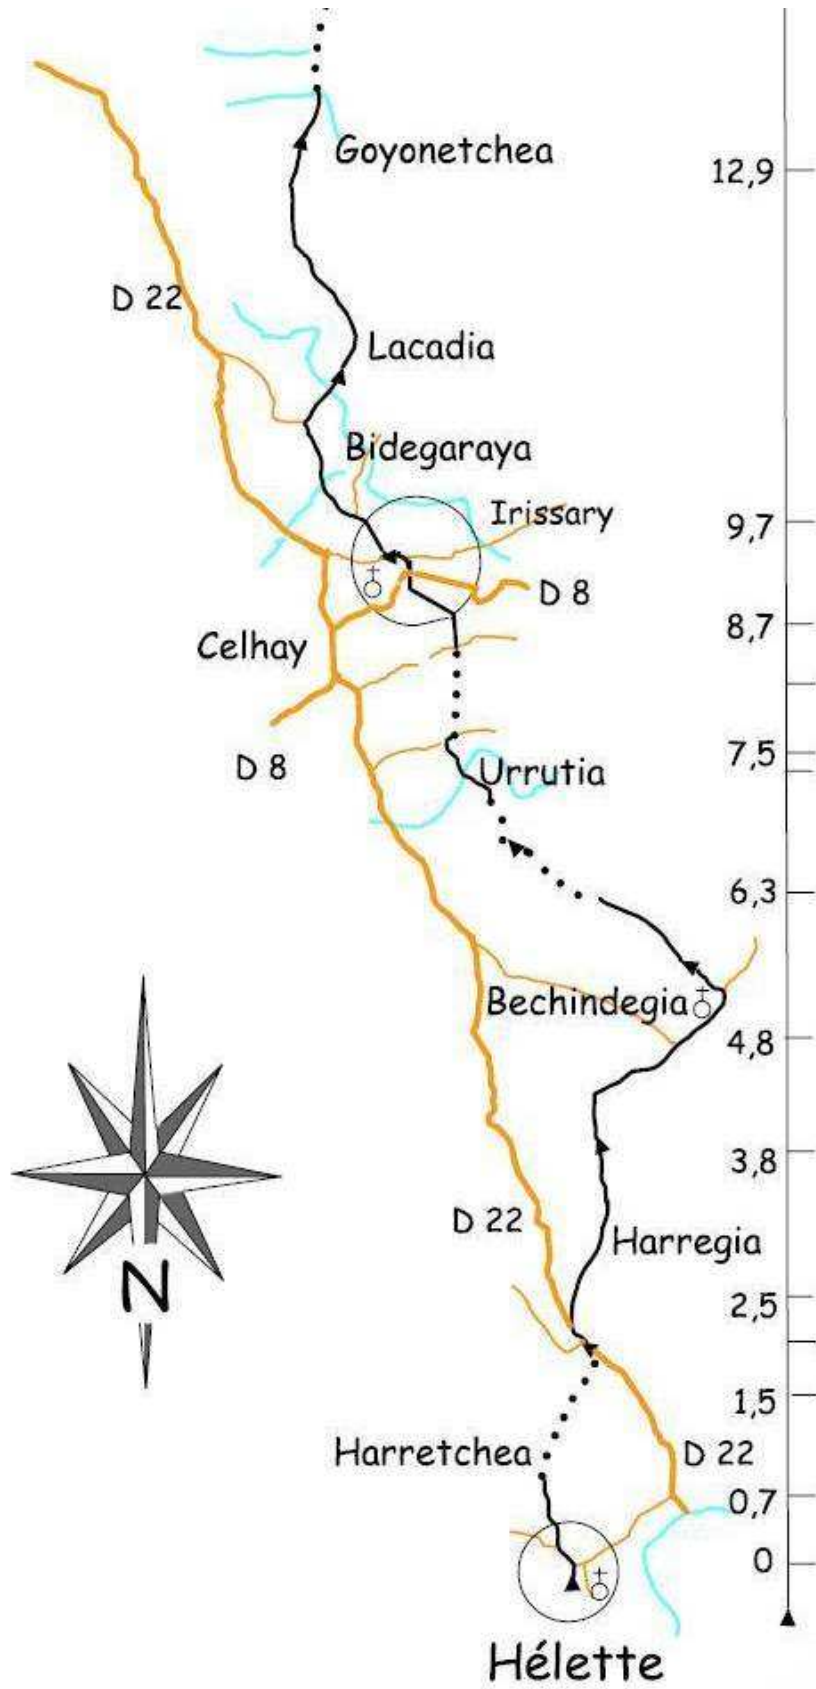 Goyonetchea
12,9
D 22
Lacadia
Bidegaraya
Irissary
9,7
D 8
8,7
Celhay
7,5
D 8
Urrutia
6,3
Bechindegia
4,8
3,8
D 22
Harregia
N
2,5
1,5
Harretchea
D 22
0,7
0
Hélette